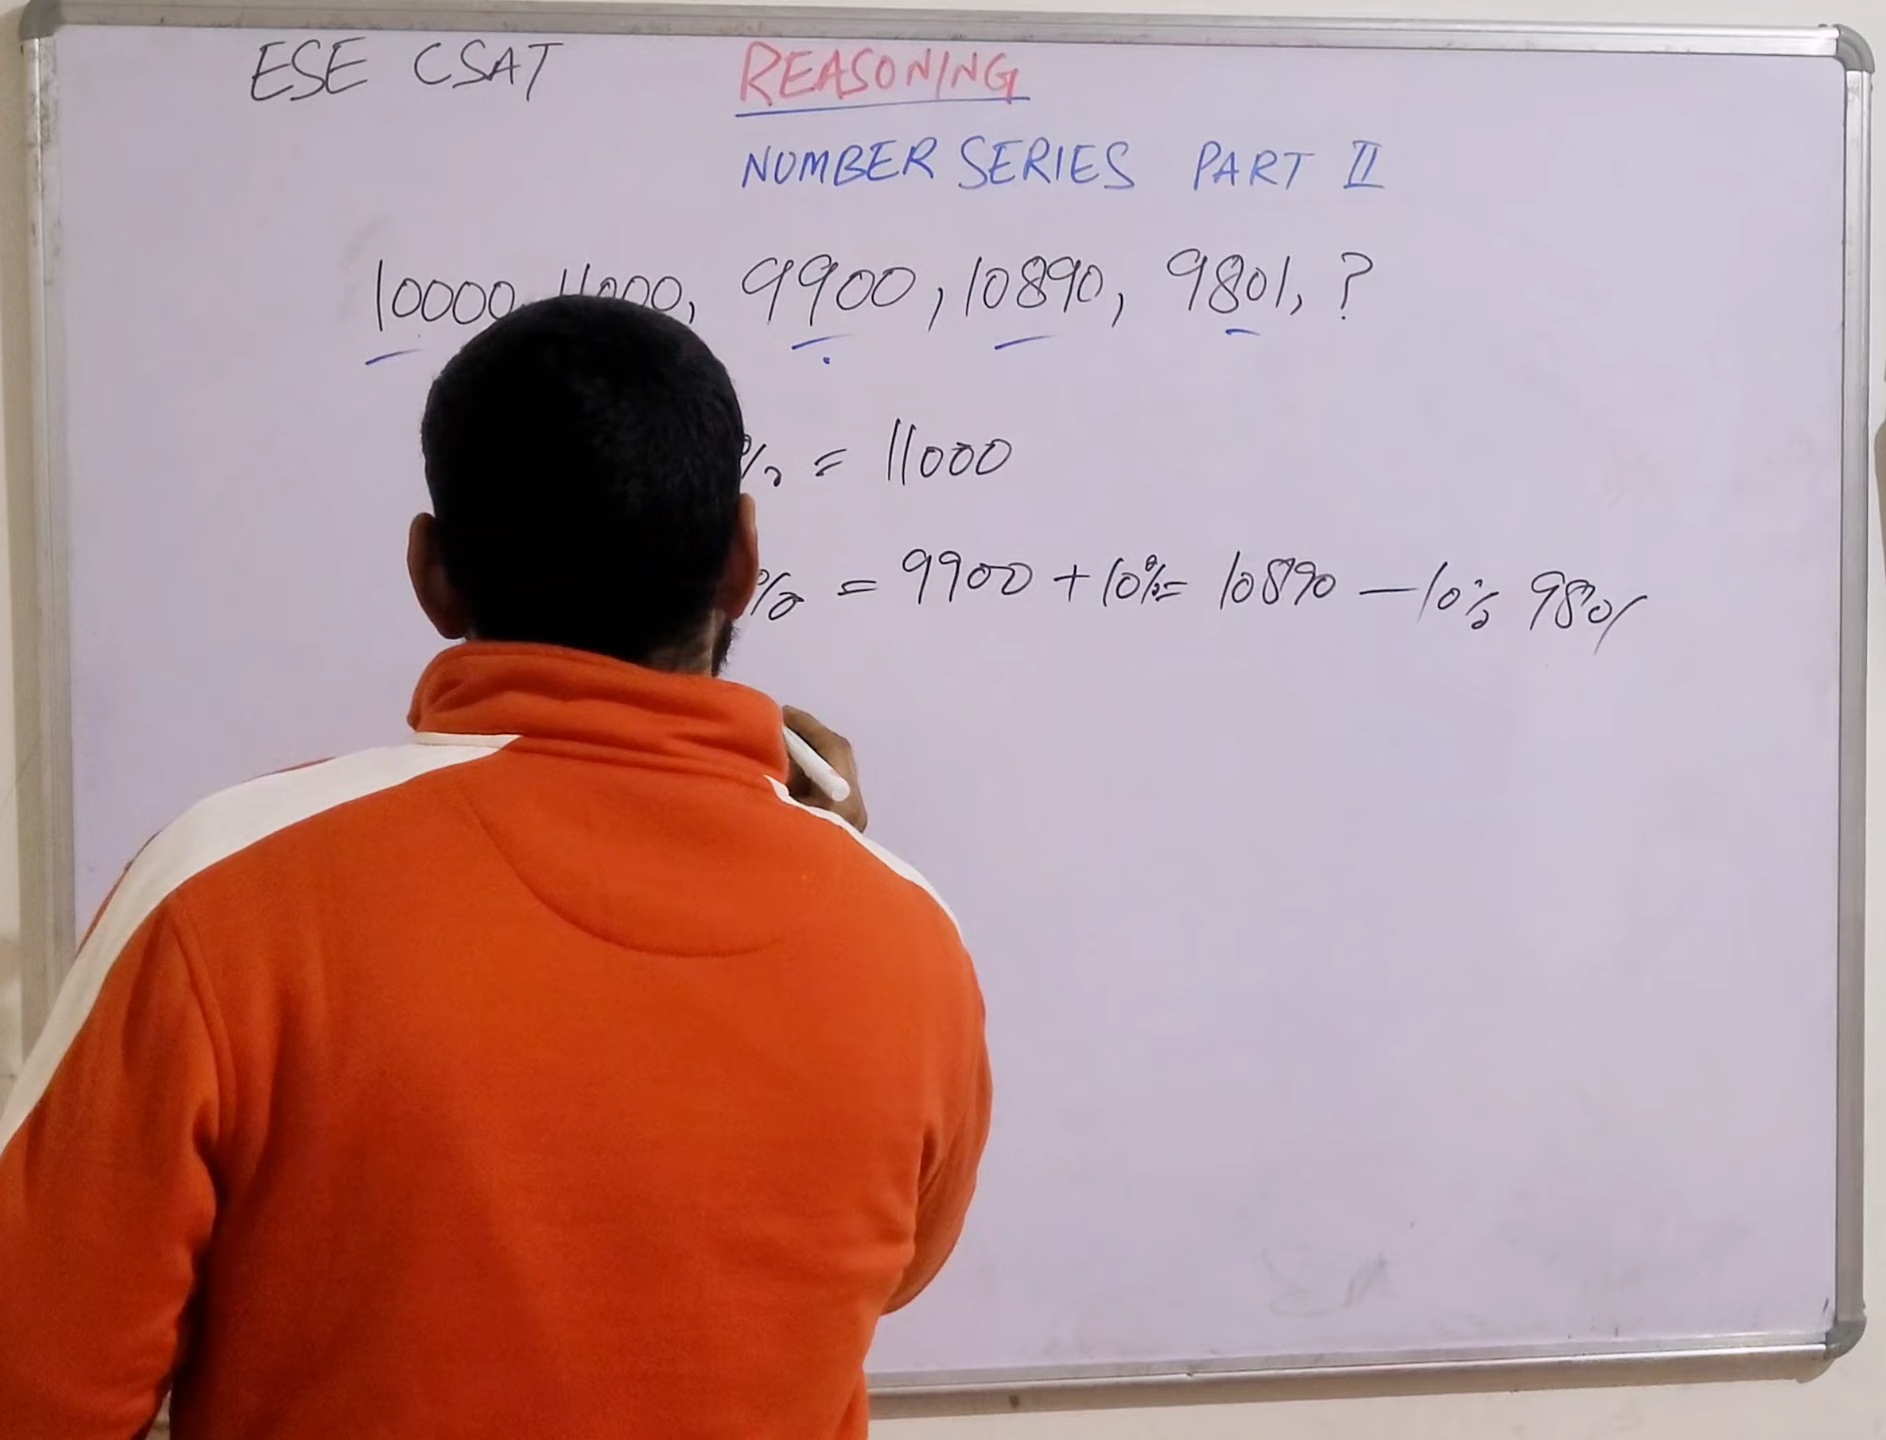 ESE CSAT REASONING
NUMBER SERIES PART II
10000 11000, 9900, 10890, 9801, ?
% = 11000
% = 9900 + 10% = 10890 - 10% 9801